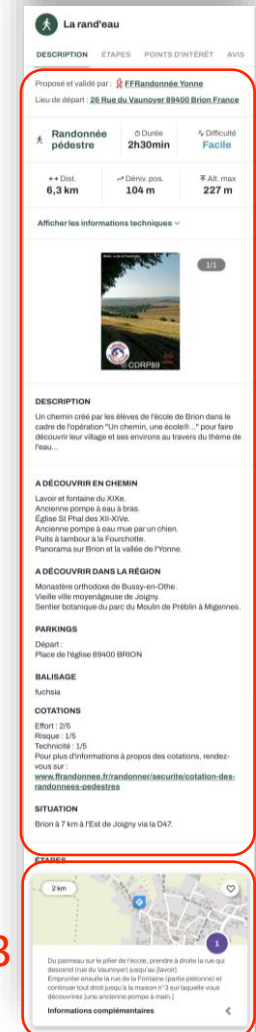 La rand'eau
DESCRIPTION ÉTAPES POINTS D'INTÉRÊT AVIS
Proposé et validé par : FFRandonnée Yonne
Lieu de départ : 26 Rue du Vaunoyer 89400 Brion France
Randonnée pédestre
Durée
2h30min
Difficulté
Facile
Dist.
6,3 km
Déniv. pos.
104 m
Alt. max
227 m
Afficher les informations techniques
1/1
© CDRP89
DESCRIPTION
Un chemin créé par les élèves de l'école de Brion dans le
cadre de l'opération "Un chemin, une école®..." pour faire
découvrir leur village et ses environs au travers du thème de
l'eau...
A DÉCOUVRIR EN CHEMIN
Lavoir et fontaine du XIXe.
Ancienne pompe à eau à bras.
Église St Phal des XII-XIVe.
Ancienne pompe à eau mue par un chien.
Puits à tambour à la Fourchotte.
Panorama sur Brion et la vallée de l'Yonne.
A DÉCOUVRIR DANS LA RÉGION
Monastère orthodoxe de Bussy-en-Othe.
Vieille ville moyenâgeuse de Joigny.
Sentier botanique du parc du Moulin de Préblin à Migennes.
PARKINGS
Départ :
Place de l'église 89400 BRION
BALISAGE
fuchsia
COTATIONS
Effort : 2/5
Risque : 1/5
Technicité : 1/5
Pour plus d'informations à propos des cotations, rendez-
vous sur :
www.ffrandonnee.fr/randonner/securite/cotation-des-
randonnees-pedestres
SITUATION
Brion à 7 km à l'Est de Joigny via la D47.
ÉTAPES
2 km
1
3
Du panneau sur le pilier de l'école, prendre à droite la rue qui
descend (rue du Vaunoyer) jusqu'au [lavoir].
Emprunter ensuite la rue de la Fontaine (partie piétonne) et
continuer tout droit jusqu'à la maison n°3 sur laquelle vous
découvrirez [une ancienne pompe à main.]
Informations complémentaires